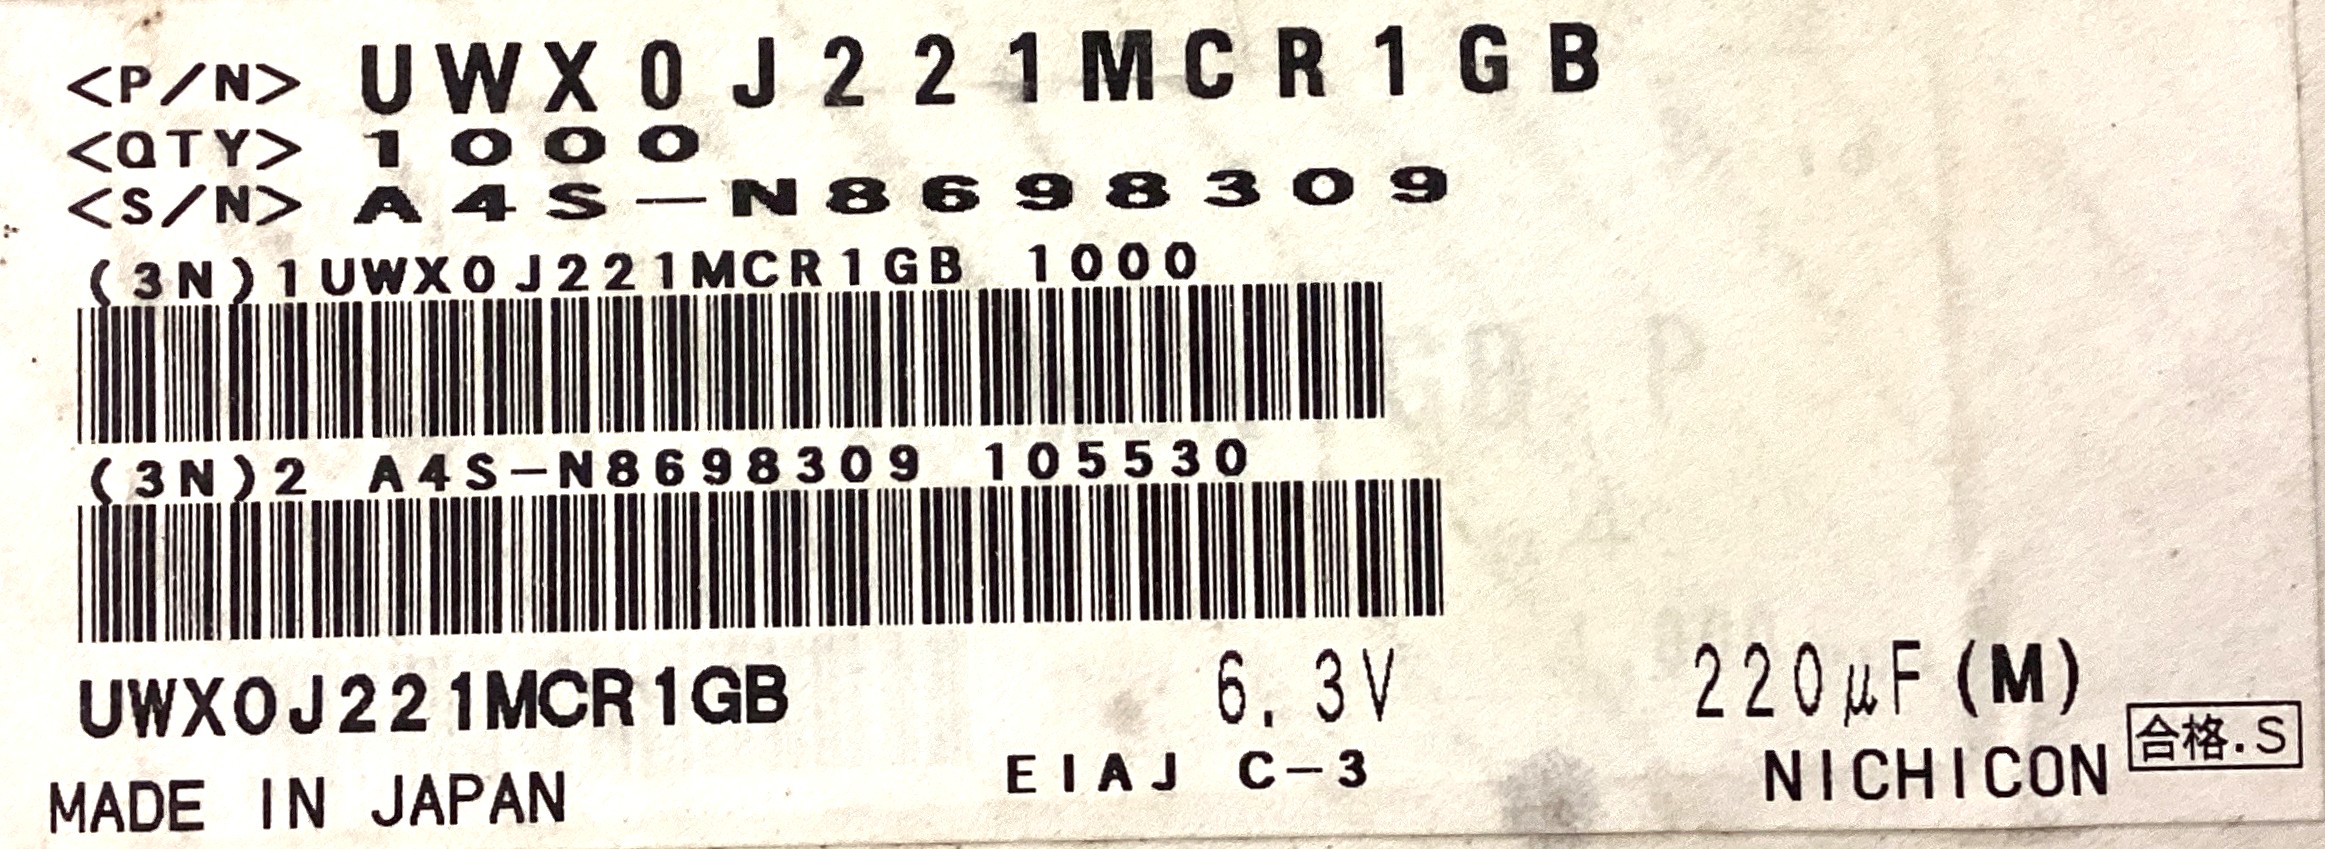 <P/N> UWX0J221MCR1GB
<QTY> 1000
<S/N> A4S-N8698309
(3N)1UWX0J221MCR1GB 1000
(3N)2 A4S-N8698309 105530
UWX0J221MCR1GB 6.3V 220μF(M)
MADE IN JAPAN EIAJ C-3 NICHICON 合格.S